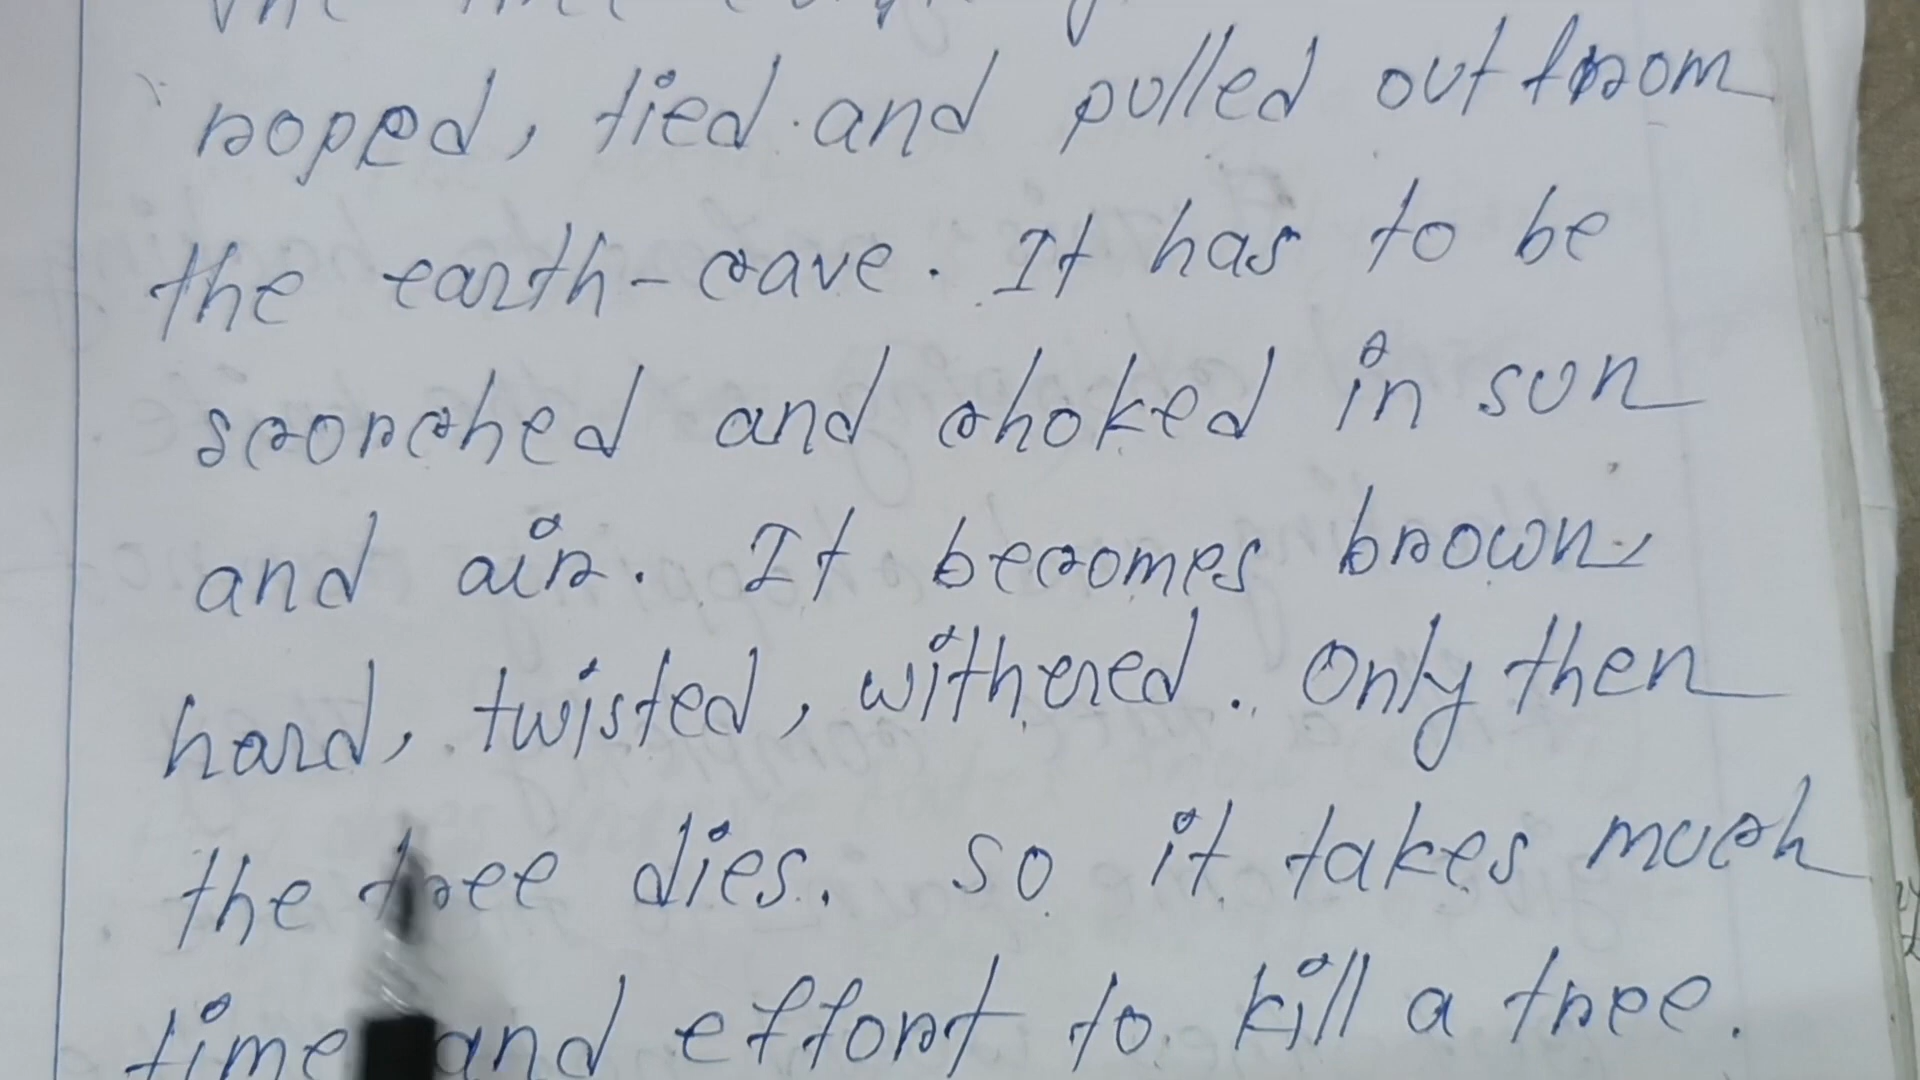 roped, tied and pulled out from
the earth-cave. It has to be
scorched and choked in sun
and air. It becomes brown,
hard, twisted, withered. Only then
the tree dies. so it takes much
time and effort to kill a tree.